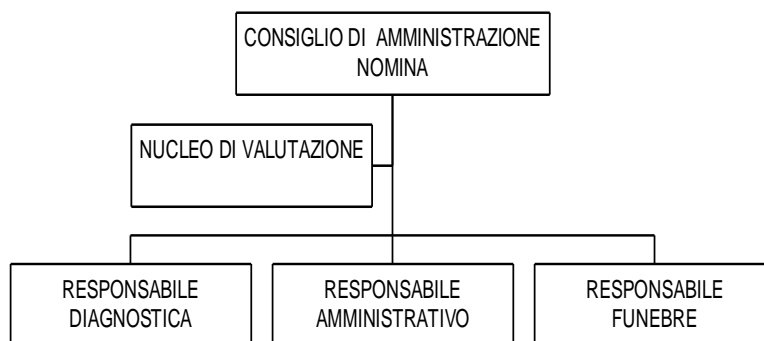 CONSIGLIO DI AMMINISTRAZIONE
NOMINA
NUCLEO DI VALUTAZIONE
RESPONSABILE
DIAGNOSTICA
RESPONSABILE
AMMINISTRATIVO
RESPONSABILE
FUNEBRE